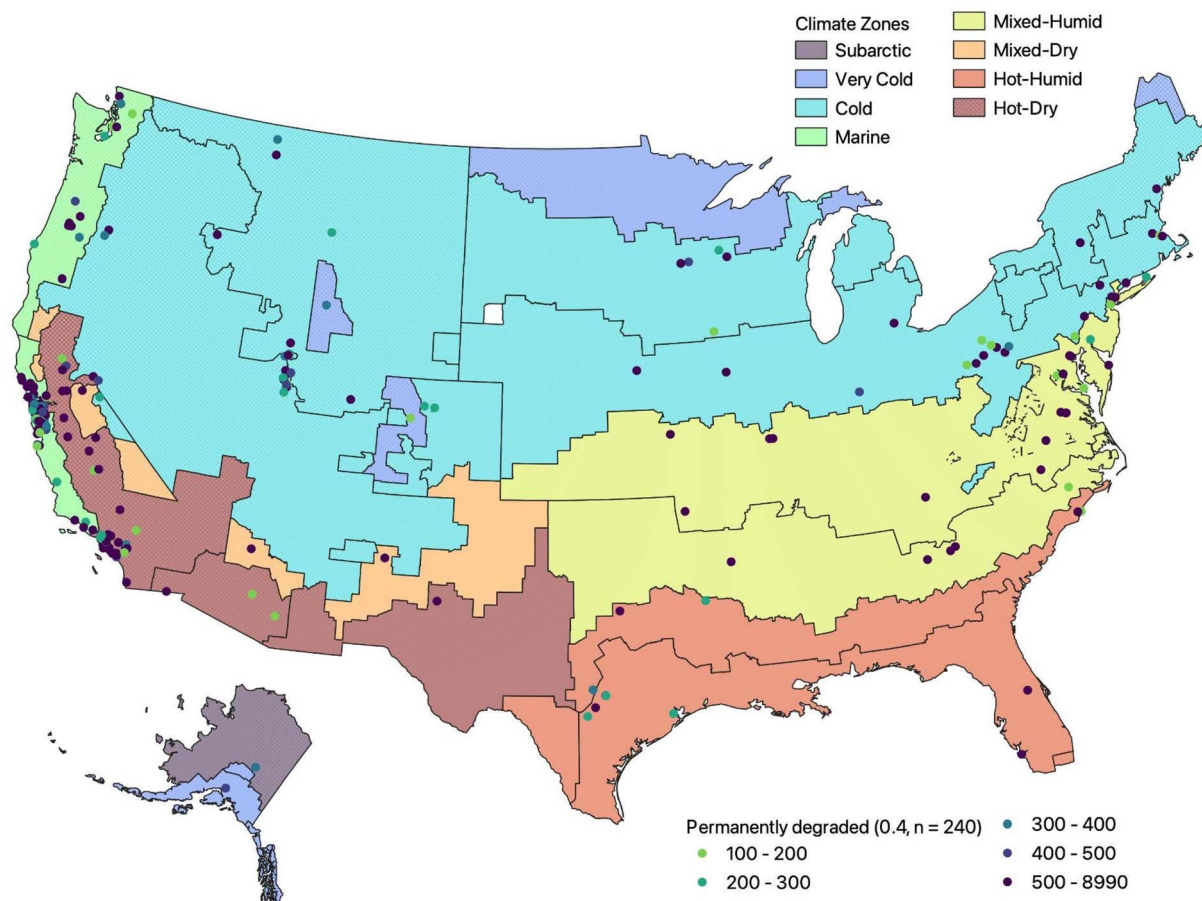 Climate Zones
Subarctic
Very Cold
Cold
Marine
Mixed-Humid
Mixed-Dry
Hot-Humid
Hot-Dry
Permanently degraded (0.4, n = 240)
100 - 200
200 - 300
300 - 400
400 - 500
500 - 8990